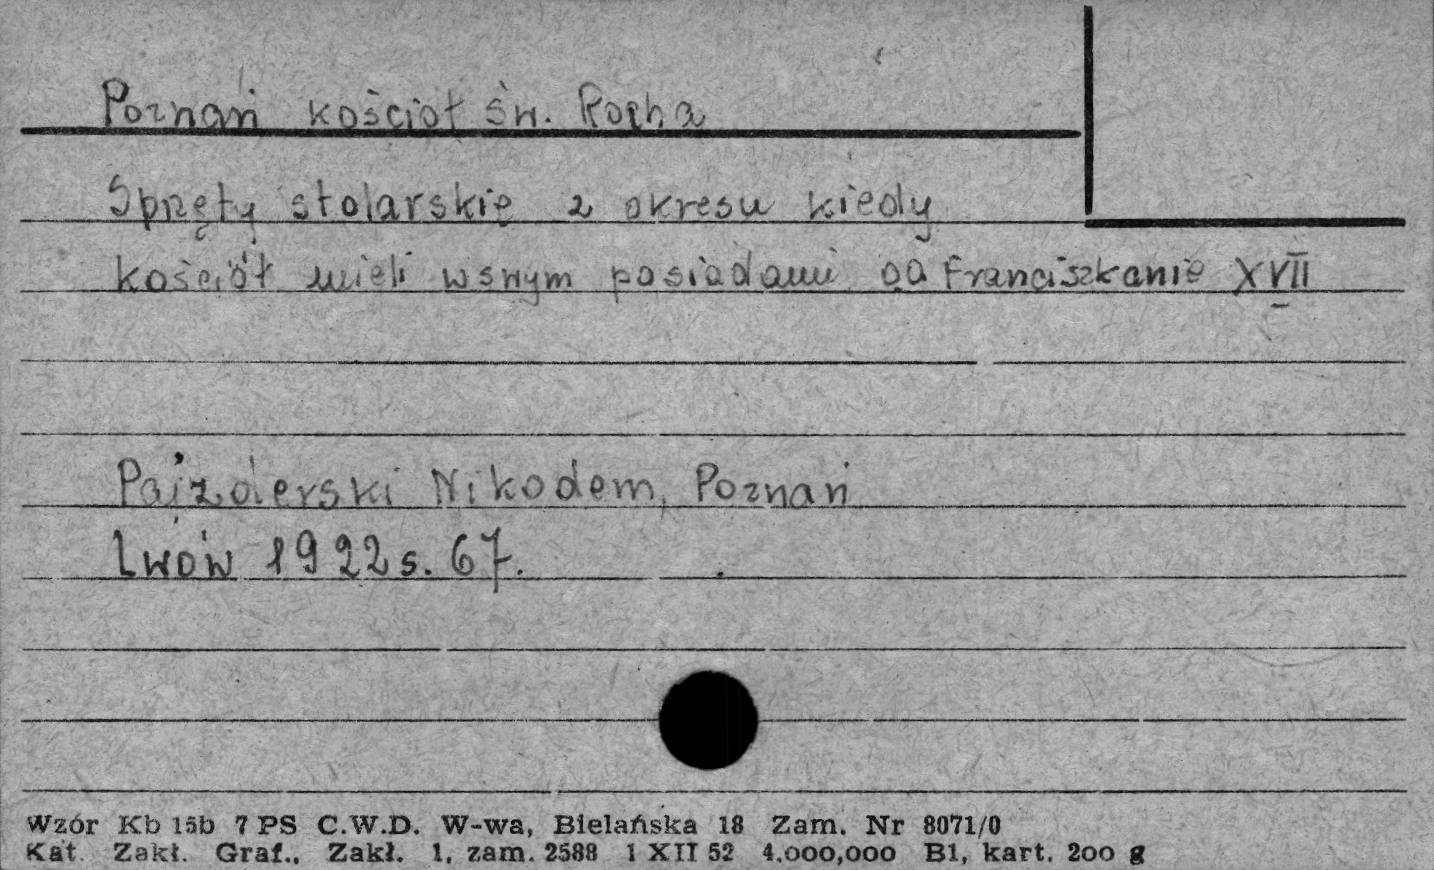 Poznań kościół św. Rocha
Sprzęty stolarskie z okresu kiedy
kościół mieli w swym posiadaniu oo Franciszkanie XVII
Pajzderski Nikodem, Poznań
Lwów 1922 s. 67.
Wzór Kb 15b 7 PS C.W.D. W-wa, Bielańska 18 Zam. Nr 8071/0
Kat. Zakł. Graf., Zakł. 1, zam. 2588 1 XII 52 4.000,000 B1, kart. 200 g